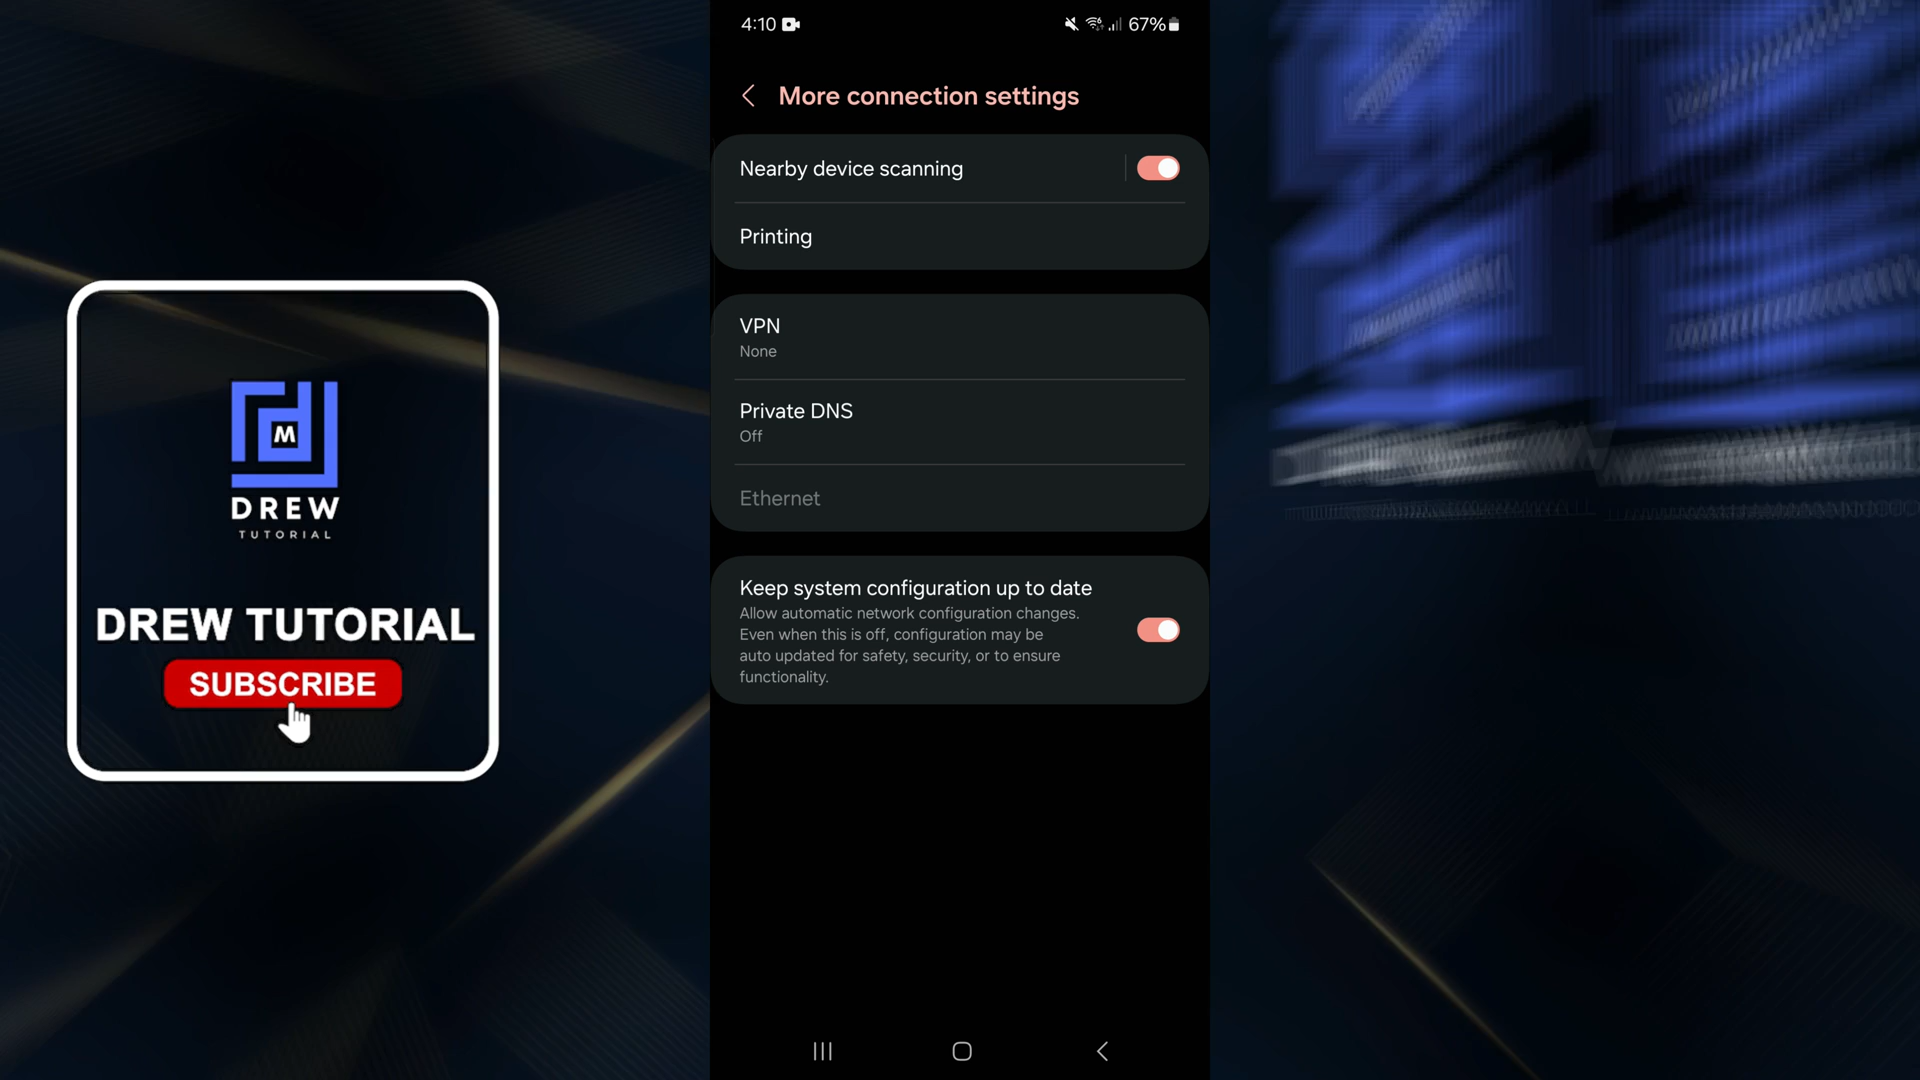 4:10
67%
More connection settings
Nearby device scanning
Printing
VPN
None
Private DNS
Off
Ethernet
Keep system configuration up to date
Allow automatic network configuration changes.
Even when this is off, configuration may be
auto updated for safety, security, or to ensure
functionality.
M
DREW
TUTORIAL
DREW TUTORIAL
SUBSCRIBE